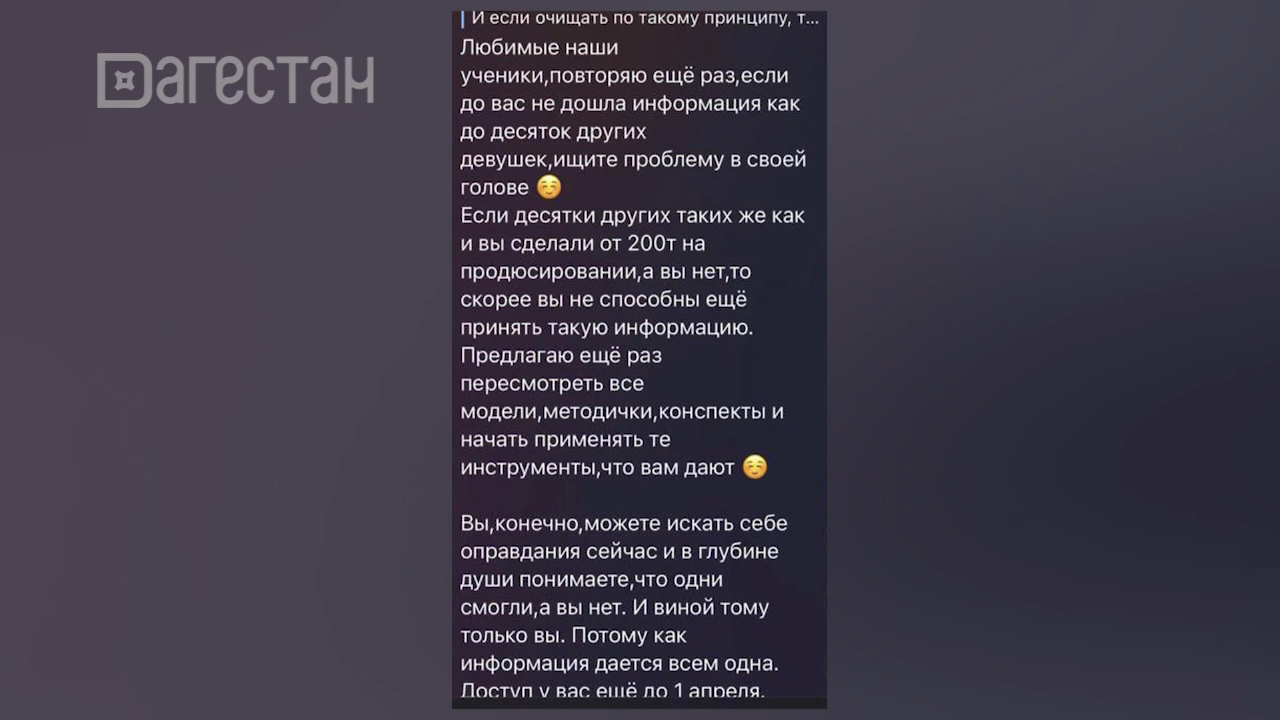 Дагестан
И если очищать по такому принципу, т...
Любимые наши
ученики,повторяю ещё раз,если
до вас не дошла информация как
до десяток других
девушек,ищите проблему в своей
голове ☺️
Если десятки других таких же как
и вы сделали от 200т на
продюсировании,а вы нет,то
скорее вы не способны ещё
принять такую информацию.
Предлагаю ещё раз
пересмотреть все
модели,методички,конспекты и
начать применять те
инструменты,что вам дают ☺️
Вы,конечно,можете искать себе
оправдания сейчас и в глубине
души понимаете,что одни
смогли,а вы нет. И виной тому
только вы. Потому как
информация дается всем одна.
Доступ у вас ещё до 1 апреля.